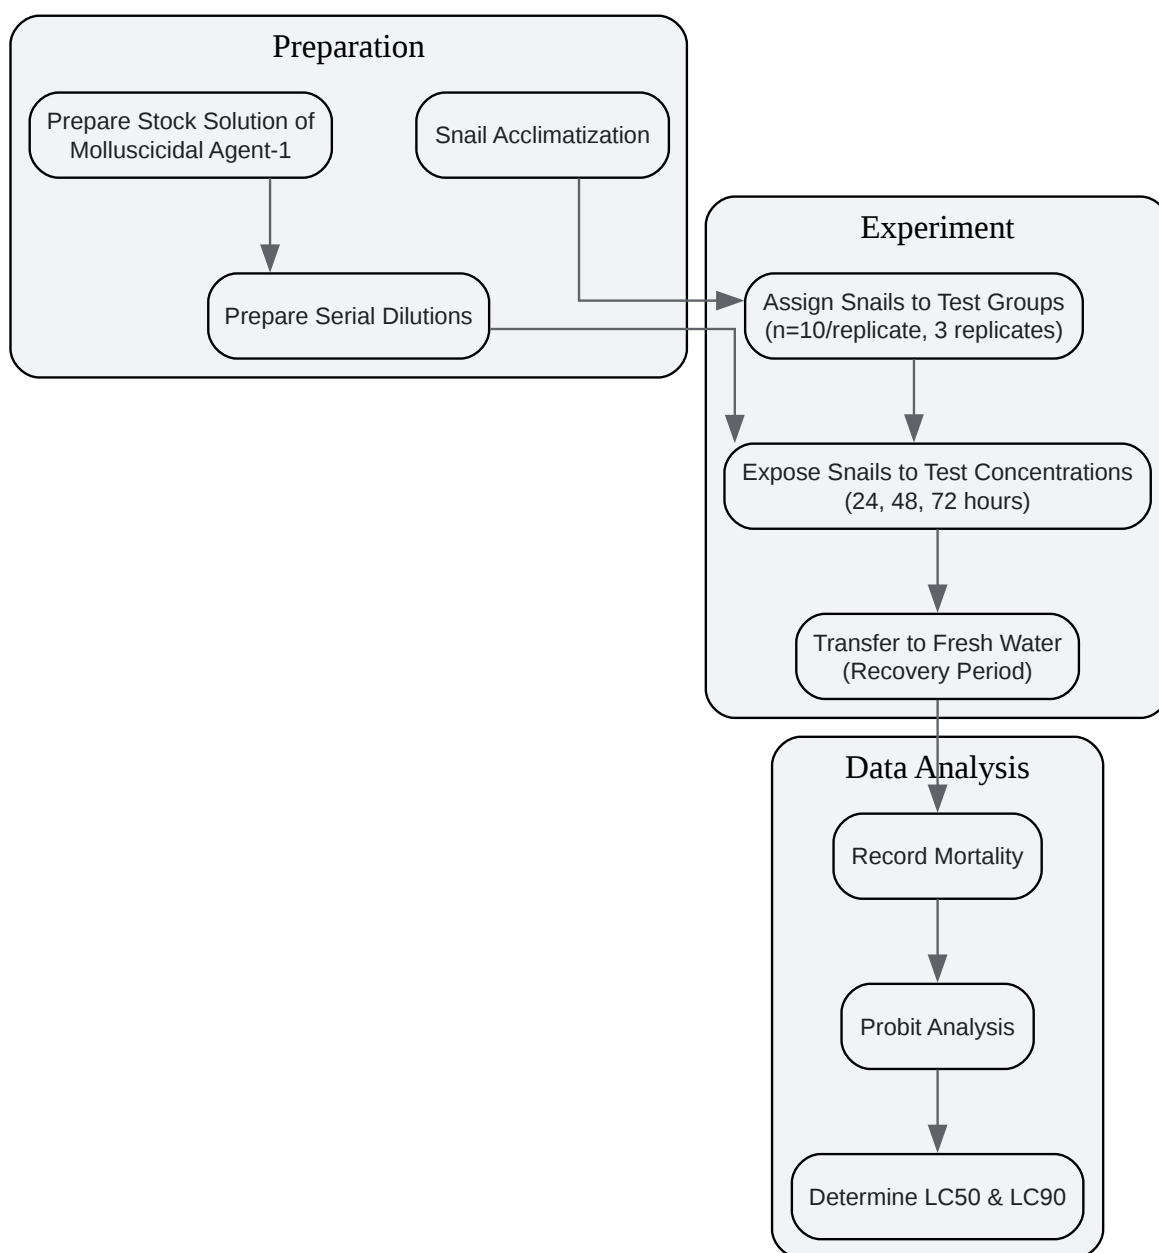 Preparation
Prepare Stock Solution of
Molluscicidal Agent-1
Snail Acclimatization
Prepare Serial Dilutions
Experiment
Assign Snails to Test Groups
(n=10/replicate, 3 replicates)
Expose Snails to Test Concentrations
(24, 48, 72 hours)
Transfer to Fresh Water
(Recovery Period)
Data Analysis
Record Mortality
Probit Analysis
Determine LC50 & LC90